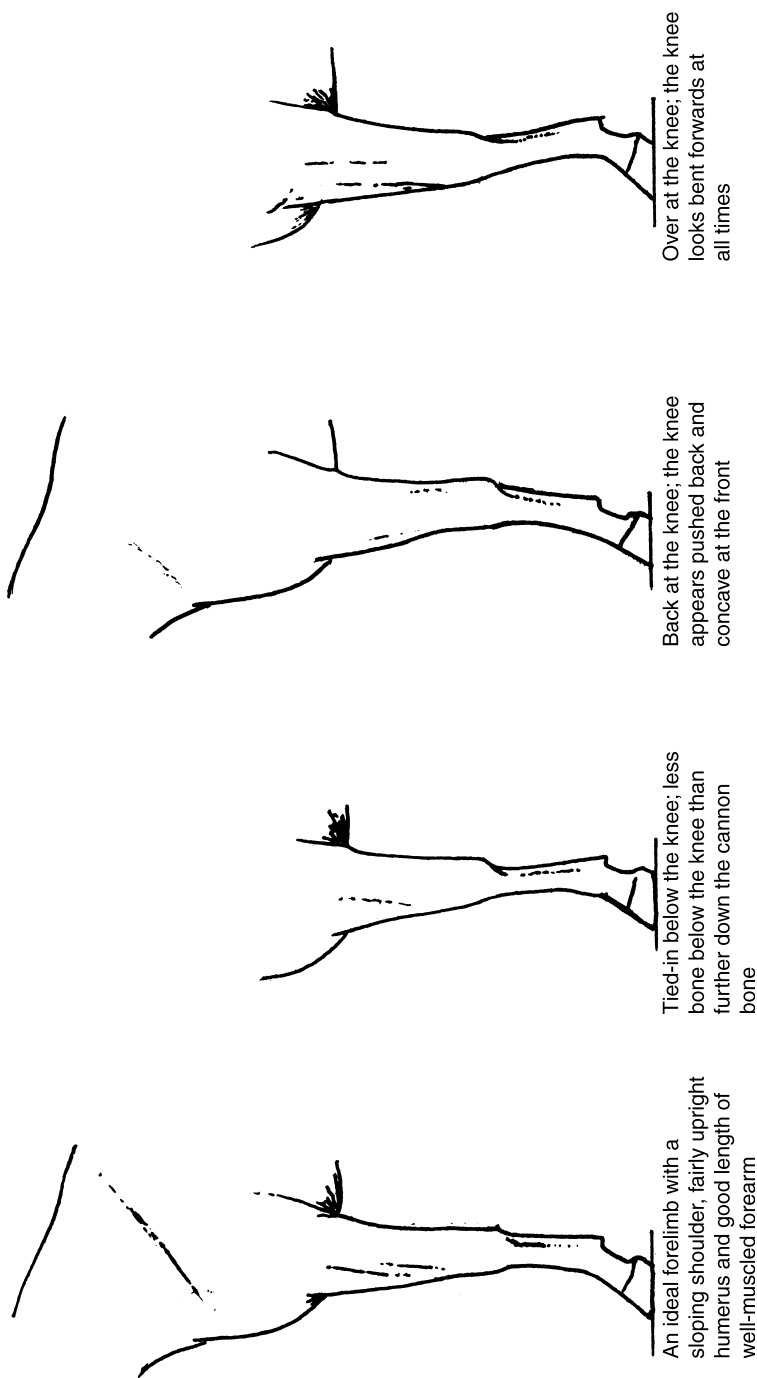 An ideal forelimb with a
sloping shoulder, fairly upright
humerus and good length of
well-muscled forearm
Tied-in below the knee; less
bone below the knee than
further down the cannon
bone
Back at the knee; the knee
appears pushed back and
concave at the front
Over at the knee; the knee
looks bent forwards at
all times